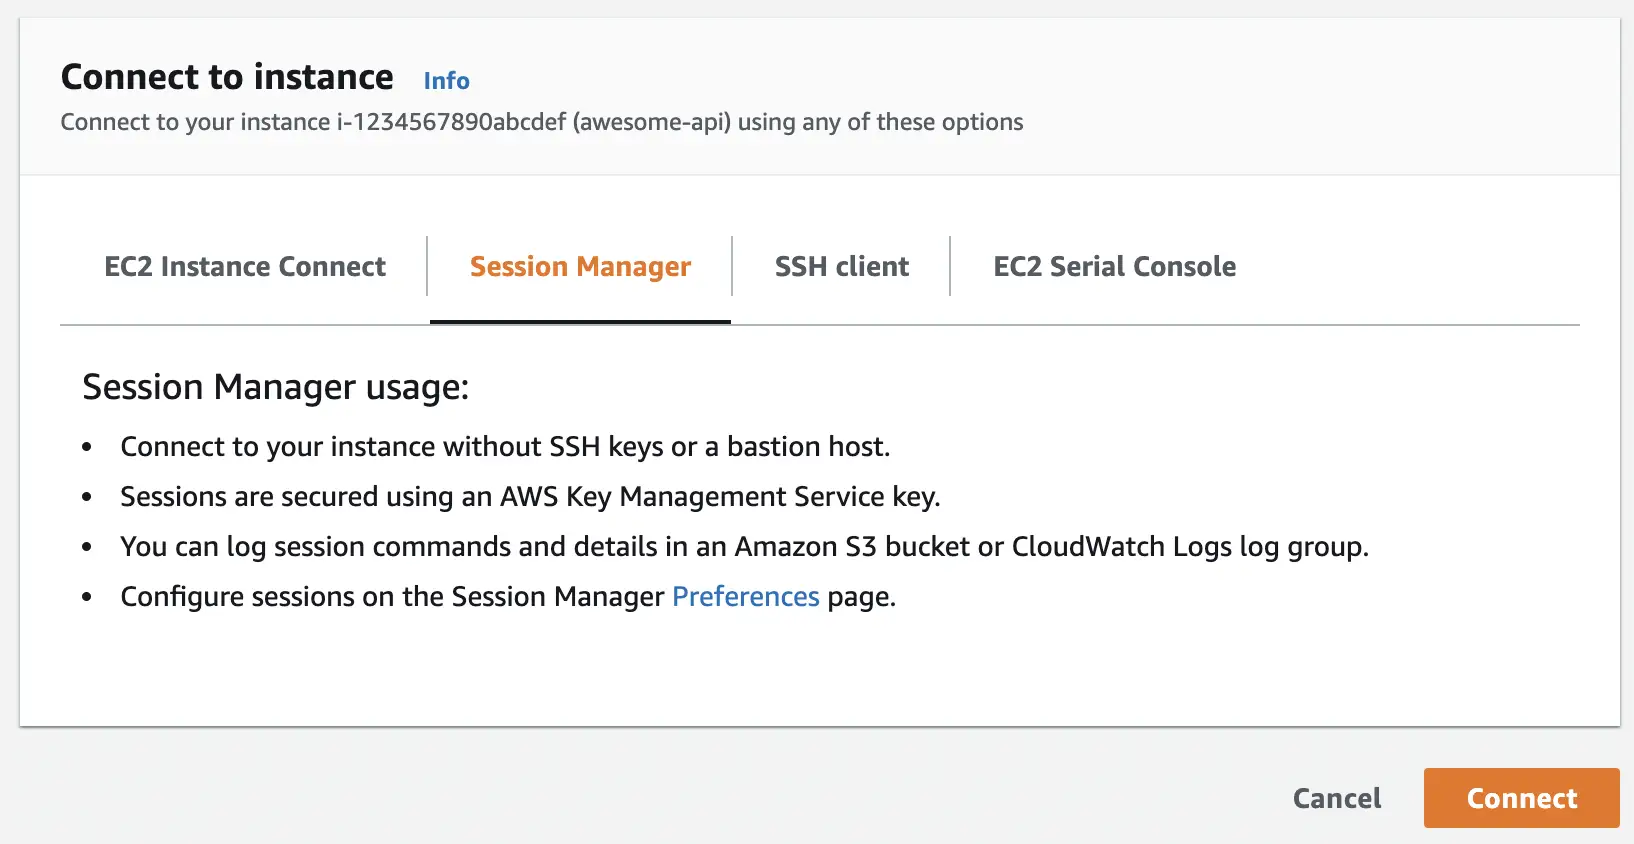 Connect to instance Info
Connect to your instance i-1234567890abcdef (awesome-api) using any of these options
EC2 Instance Connect Session Manager SSH client EC2 Serial Console
Session Manager usage:
• Connect to your instance without SSH keys or a bastion host.
• Sessions are secured using an AWS Key Management Service key.
• You can log session commands and details in an Amazon S3 bucket or CloudWatch Logs log group.
• Configure sessions on the Session Manager Preferences page.
Cancel Connect